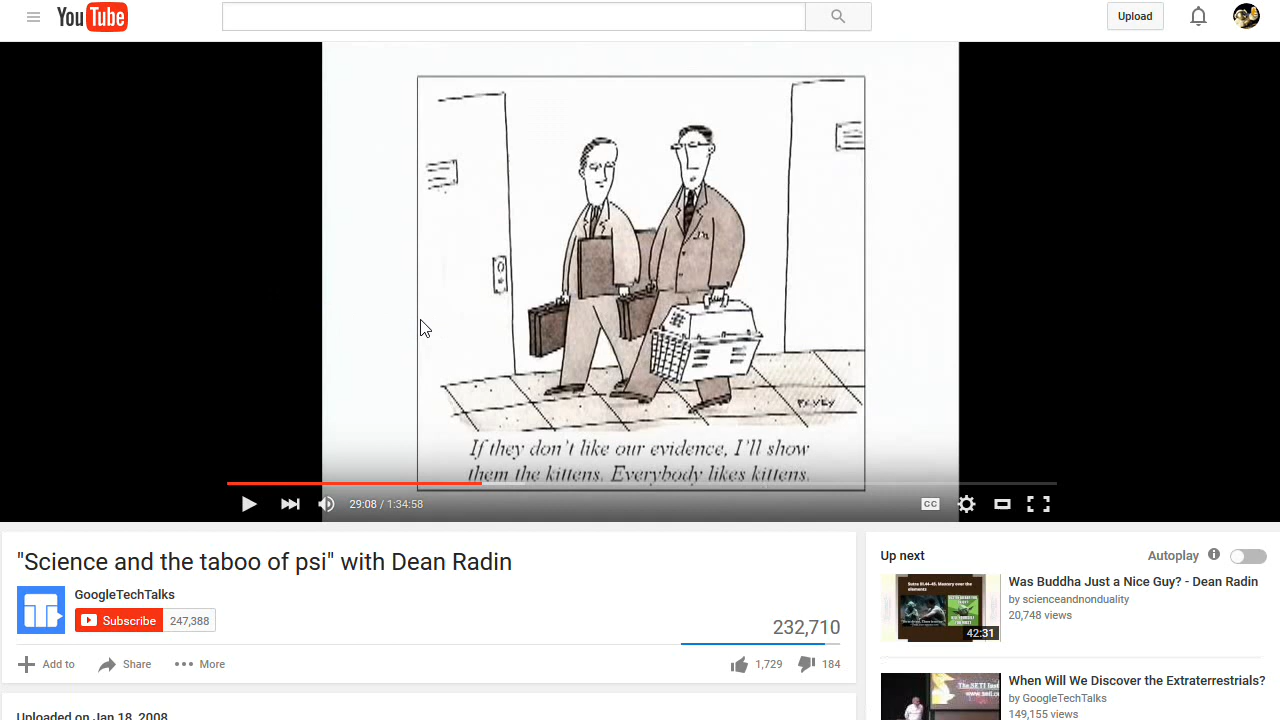 YouTube
Upload
PC. VEY
If they don't like our evidence, I'll show
them the kittens. Everybody likes kittens.
29:08 / 1:34:58
CC
"Science and the taboo of psi" with Dean Radin
GoogleTechTalks
Subscribe 247,388
232,710
Add to Share More
1,729 184
Uploaded on Jan 18, 2008
Up next
Autoplay
Was Buddha Just a Nice Guy? - Dean Radin
by scienceandnonduality
20,748 views
42:31
When Will We Discover the Extraterrestrials?
by GoogleTechTalks
149,155 views